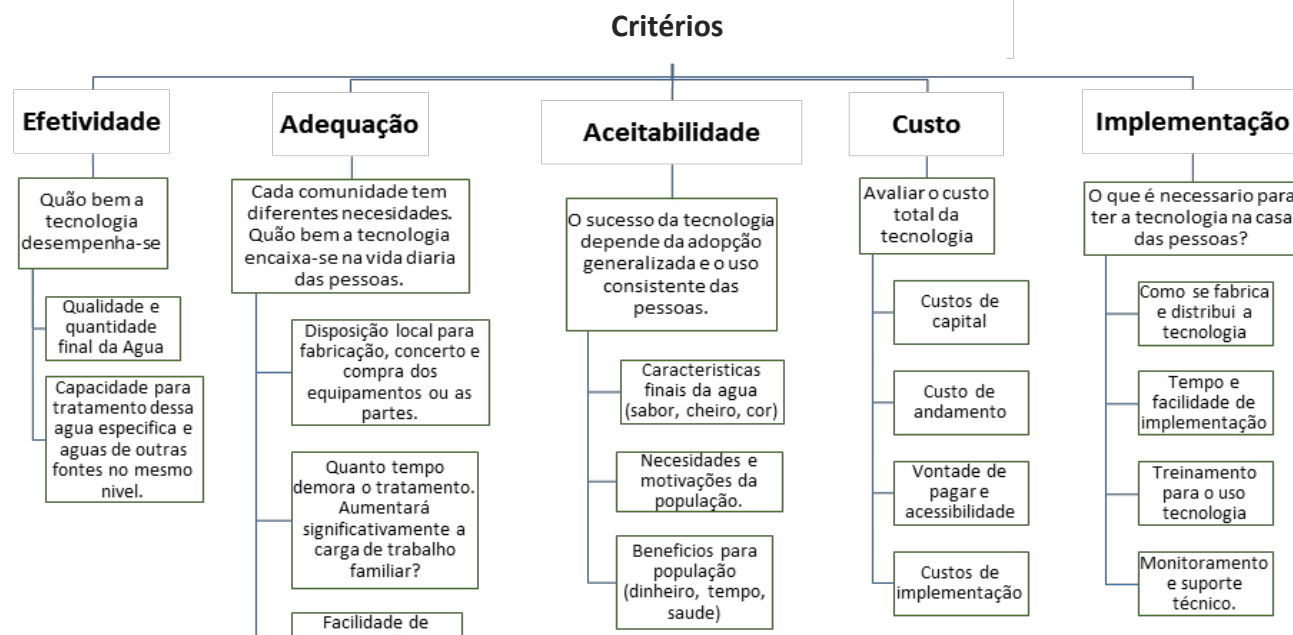 Critérios
Efetividade
Quão bem a
tecnologia
desempenha-se
Qualidade e
quantidade
final da Agua
Capacidade para
tratamento dessa
agua especifica e
aguas de outras
fontes no mesmo
nivel.
Adequação
Cada comunidade tem
diferentes necesidades.
Quão bem a tecnologia
encaixa-se na vida diaria
das pessoas.
Disposição local para
fabricação, concerto e
compra dos
equipamentos ou as
partes.
Quanto tempo
demora o tratamento.
Aumentará
significativamente a
carga de trabalho
familiar?
Facilidade de
Aceitabilidade
O sucesso da tecnologia
depende da adopção
generalizada e o uso
consistente das
pessoas.
Caracteristicas
finais da agua
(sabor, cheiro, cor)
Necesidades e
motivações da
população.
Beneficios para
população
(dinheiro, tempo,
saude)
Custo
Avaliar o custo
total da
tecnologia
Custos de
capital
Custo de
andamento
Vontade de
pagar e
acessibilidade
Custos de
implementação
Implementação
O que é necessario para
ter a tecnologia na casa
das pessoas?
Como se fabrica
e distribui a
tecnologia
Tempo e
facilidade de
implementação
Treinamento
para o uso
tecnologia
Monitoramento
e suporte
técnico.